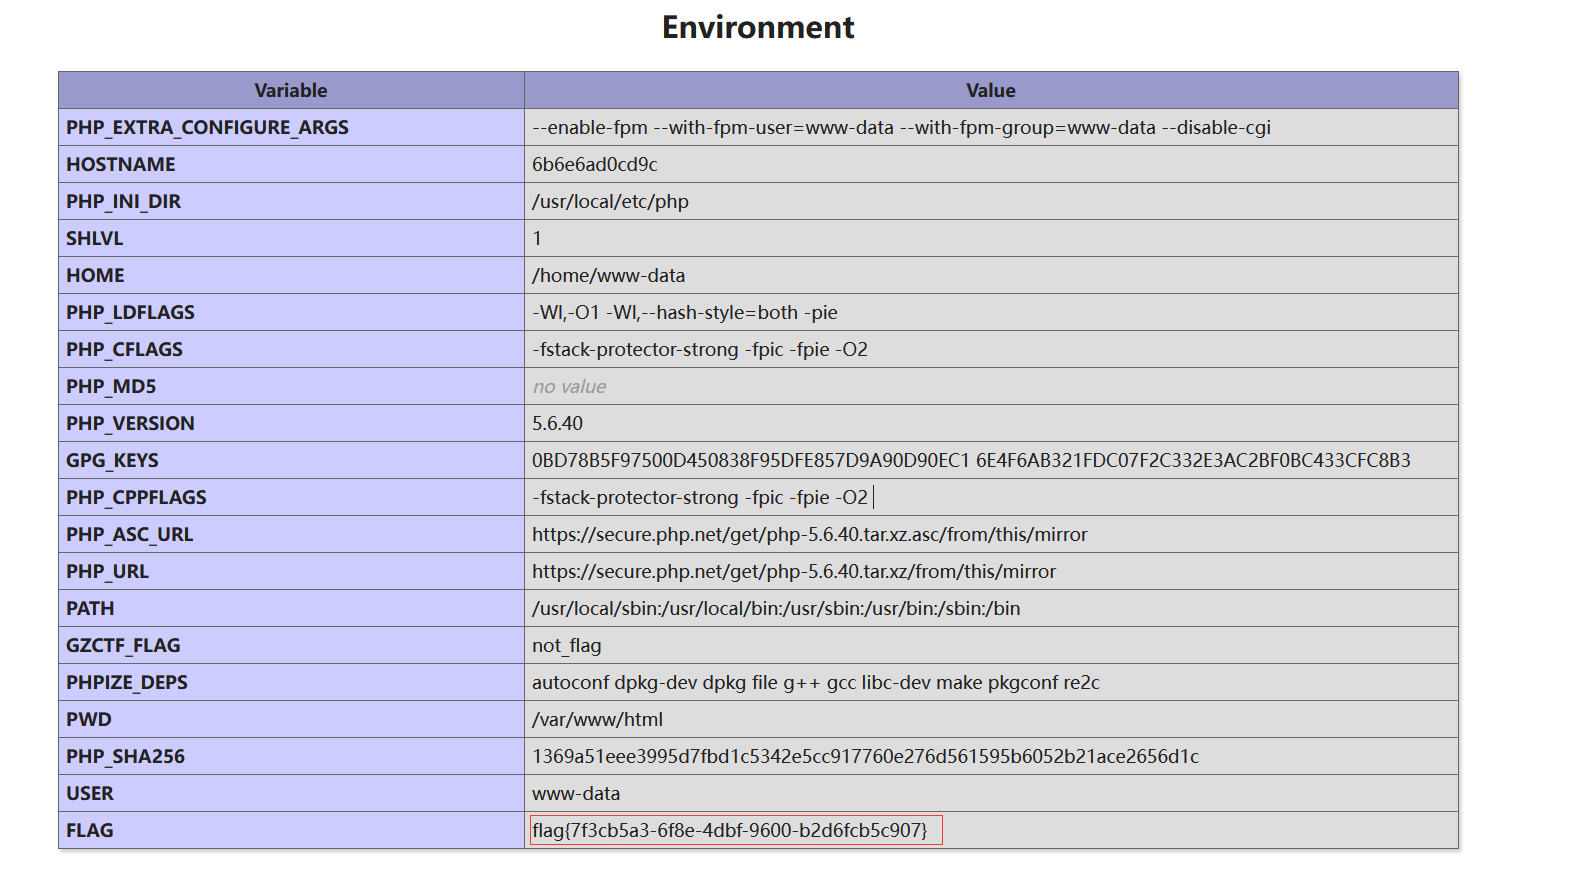 Environment
Variable Value
PHP_EXTRA_CONFIGURE_ARGS --enable-fpm --with-fpm-user=www-data --with-fpm-group=www-data --disable-cgi
HOSTNAME 6b6e6ad0cd9c
PHP_INI_DIR /usr/local/etc/php
SHLVL 1
HOME /home/www-data
PHP_LDFLAGS -Wl,-O1 -Wl,--hash-style=both -pie
PHP_CFLAGS -fstack-protector-strong -fpic -fpie -O2
PHP_MD5 no value
PHP_VERSION 5.6.40
GPG_KEYS 0BD78B5F97500D450838F95DFE857D9A90D90EC1 6E4F6AB321FDC07F2C332E3AC2BF0BC433CFC8B3
PHP_CPPFLAGS -fstack-protector-strong -fpic -fpie -O2
PHP_ASC_URL https://secure.php.net/get/php-5.6.40.tar.xz.asc/from/this/mirror
PHP_URL https://secure.php.net/get/php-5.6.40.tar.xz/from/this/mirror
PATH /usr/local/sbin:/usr/local/bin:/usr/sbin:/usr/bin:/sbin:/bin
GZCTF_FLAG not_flag
PHPIZE_DEPS autoconf dpkg-dev dpkg file g++ gcc libc-dev make pkgconf re2c
PWD /var/www/html
PHP_SHA256 1369a51eee3995d7fbd1c5342e5cc917760e276d561595b6052b21ace2656d1c
USER www-data
FLAG flag{7f3cb5a3-6f8e-4dbf-9600-b2d6fcb5c907}